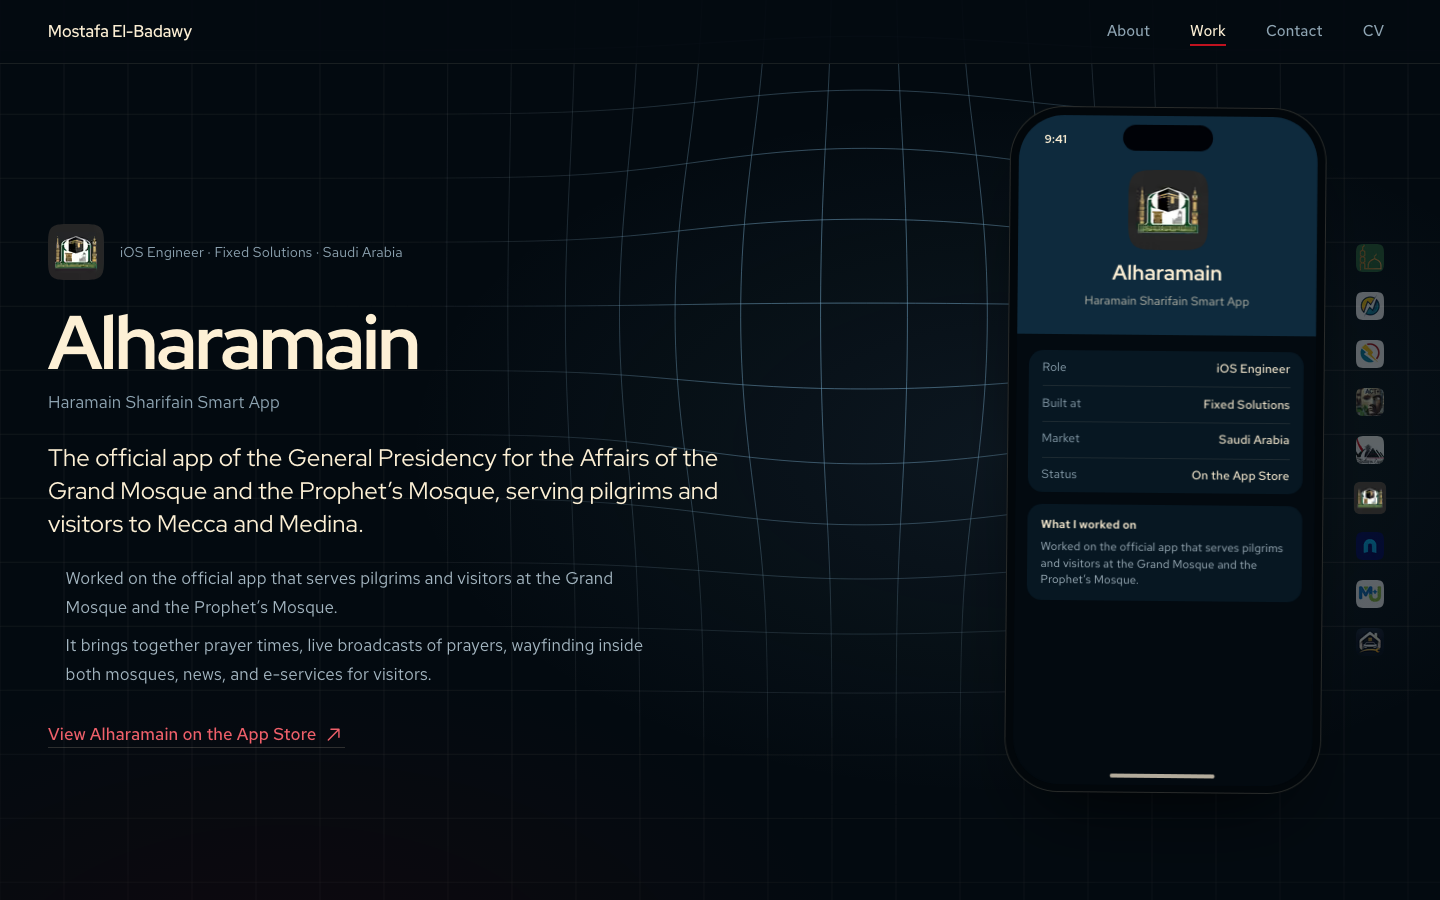 Mostafa El-Badawy
About
Work
Contact
CV
iOS Engineer · Fixed Solutions · Saudi Arabia
Alharamain
Haramain Sharifain Smart App
The official app of the General Presidency for the Affairs of the
Grand Mosque and the Prophet’s Mosque, serving pilgrims and
visitors to Mecca and Medina.
Worked on the official app that serves pilgrims and visitors at the Grand
Mosque and the Prophet’s Mosque.
It brings together prayer times, live broadcasts of prayers, wayfinding inside
both mosques, news, and e-services for visitors.
View Alharamain on the App Store
9:41
Alharamain
Haramain Sharifain Smart App
Role iOS Engineer
Built at Fixed Solutions
Market Saudi Arabia
Status On the App Store
What I worked on
Worked on the official app that serves pilgrims
and visitors at the Grand Mosque and the
Prophet’s Mosque.